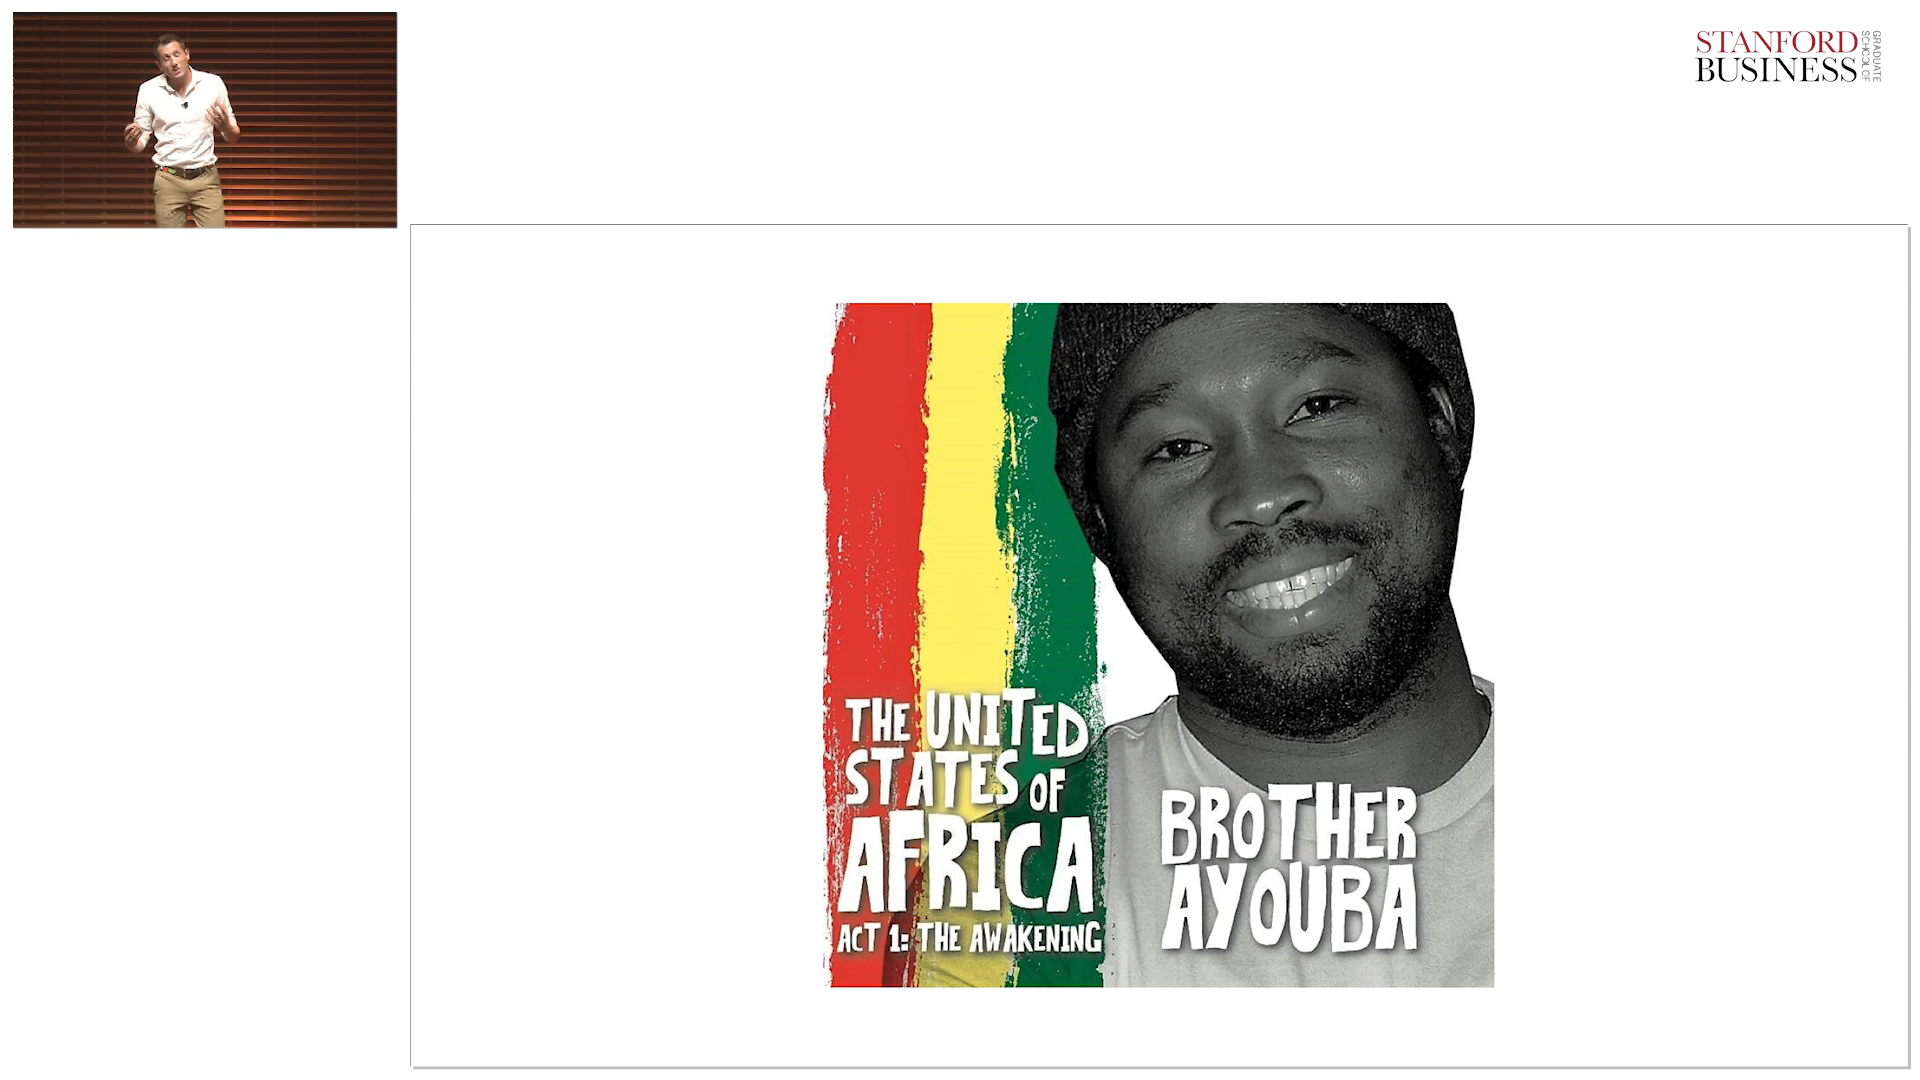 STANFORD
BUSINESS
GRADUATE
SCHOOL OF
THE UNITED
STATES OF
AFRICA
ACT 1: THE AWAKENING
BROTHER
AYOUBA